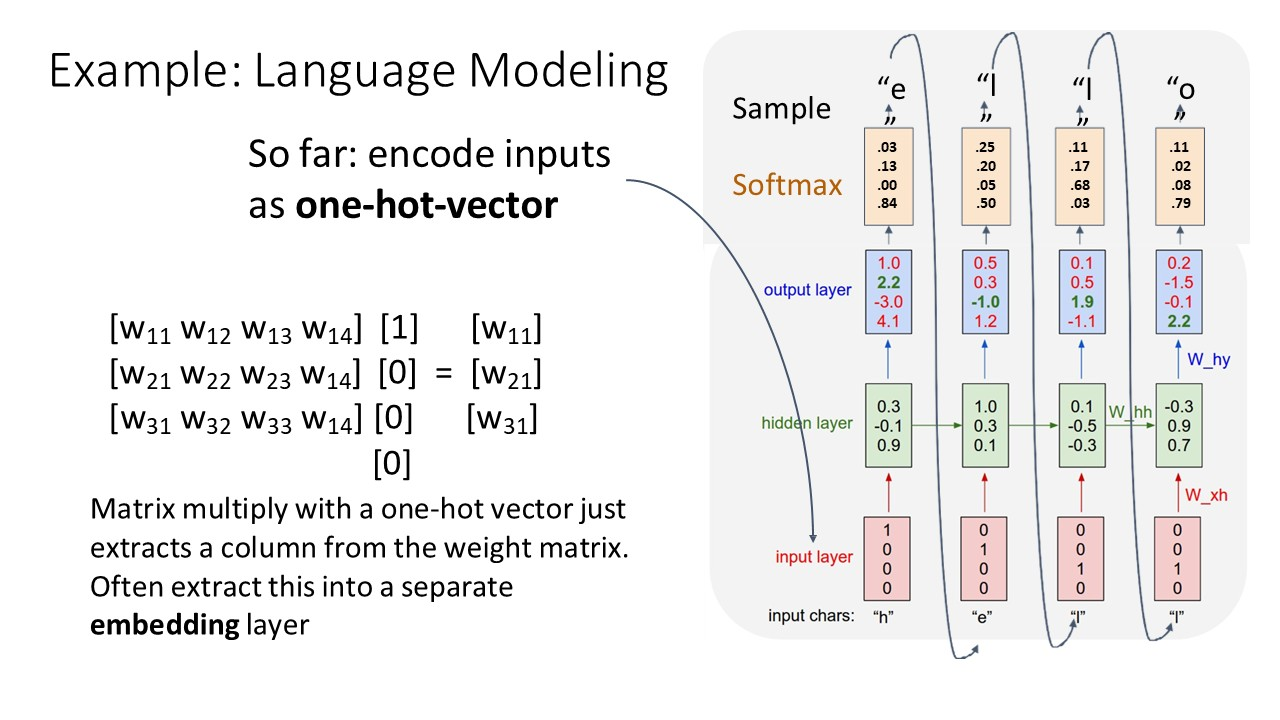 Example: Language Modeling
So far: encode inputs
as one-hot-vector
[w₁₁ w₁₂ w₁₃ w₁₄] [1] [w₁₁]
[w₂₁ w₂₂ w₂₃ w₁₄] [0] = [w₂₁]
[w₃₁ w₃₂ w₃₃ w₁₄] [0] [w₃₁]
[0]
Matrix multiply with a one-hot vector just
extracts a column from the weight matrix.
Often extract this into a separate
embedding layer
Sample
“e” “l” “l” “o”
Softmax
.03 .25 .11 .11
.13 .20 .17 .02
.00 .05 .68 .08
.84 .50 .03 .79
output layer
1.0 0.5 0.1 0.2
2.2 0.3 0.5 -1.5
-3.0 -1.0 1.9 -0.1
4.1 1.2 -1.1 2.2
W_hy
hidden layer
0.3 1.0 0.1 -0.3
-0.1 0.3 -0.5 0.9
0.9 0.1 -0.3 0.7
W_hh
W_xh
input layer
1 0 0 0
0 1 0 0
0 0 1 1
0 0 0 0
input chars: “h” “e” “l” “l”